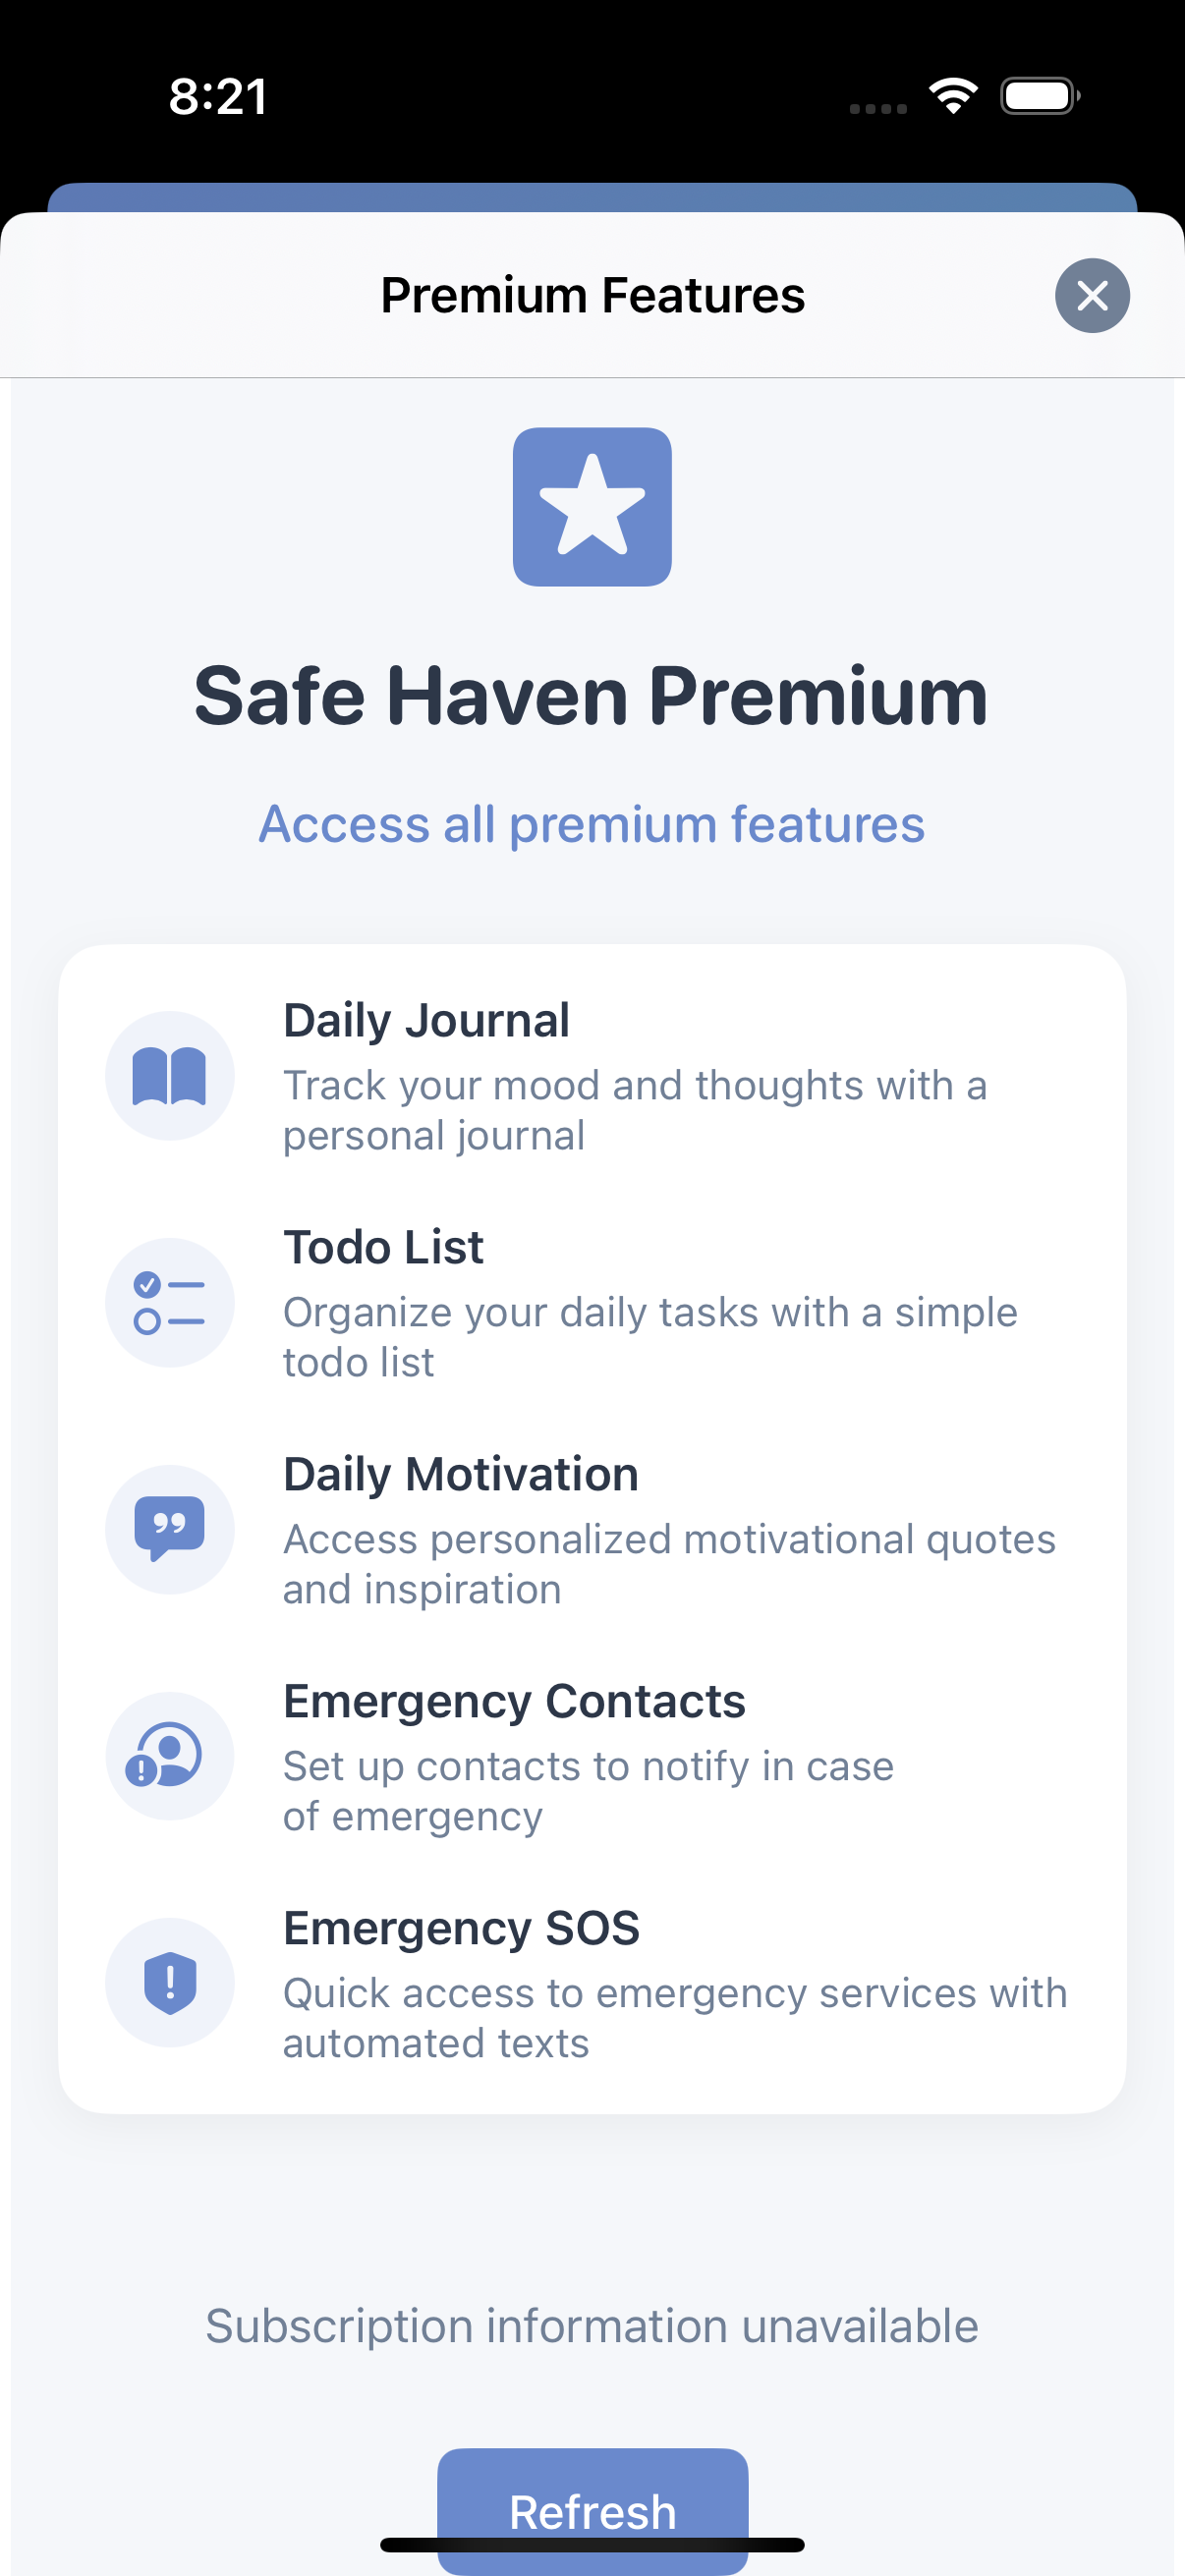 8:21
Premium Features
Safe Haven Premium
Access all premium features
Daily Journal
Track your mood and thoughts with a
personal journal
Todo List
Organize your daily tasks with a simple
todo list
Daily Motivation
Access personalized motivational quotes
and inspiration
Emergency Contacts
Set up contacts to notify in case
of emergency
Emergency SOS
Quick access to emergency services with
automated texts
Subscription information unavailable
Refresh